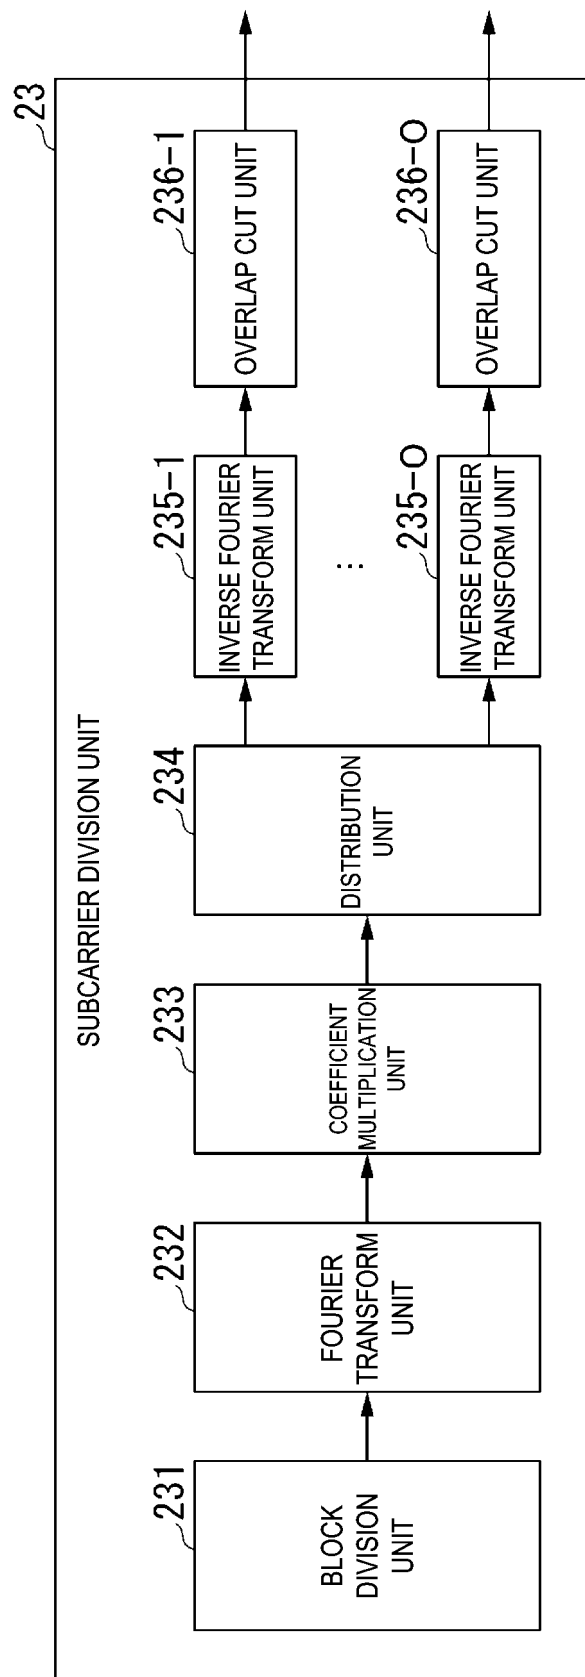 23
SUBCARRIER DIVISION UNIT
231
BLOCK
DIVISION
UNIT
232
FOURIER
TRANSFORM
UNIT
233
COEFFICIENT
MULTIPLICATION
UNIT
234
DISTRIBUTION
UNIT
235-1
INVERSE FOURIER
TRANSFORM UNIT
236-1
OVERLAP CUT UNIT
...
235-O
INVERSE FOURIER
TRANSFORM UNIT
236-O
OVERLAP CUT UNIT